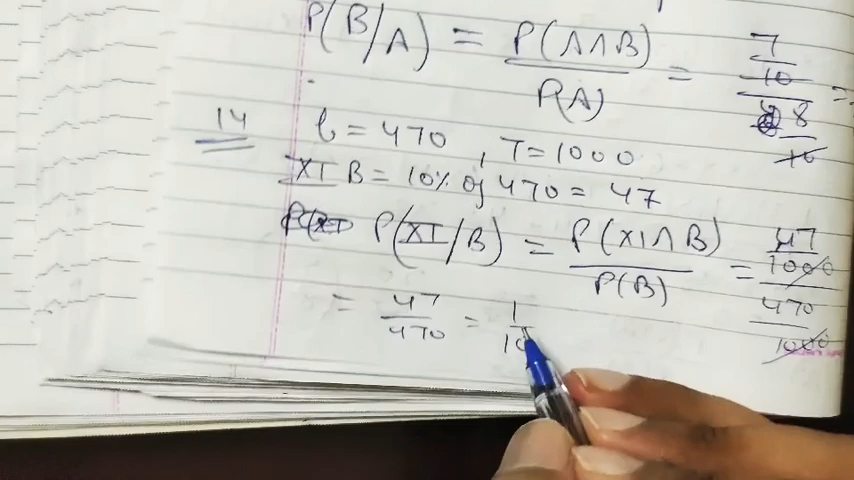 P(B/A) = P(A∩B) / P(A) = 7/10 / 8/10 =
14 b = 470 , T = 1000
XI B = 10% of 470 = 47
P(XI/B) = P(XI∩B) / P(B) = 47/1000 / 470/1000
= 47/470 = 1/10